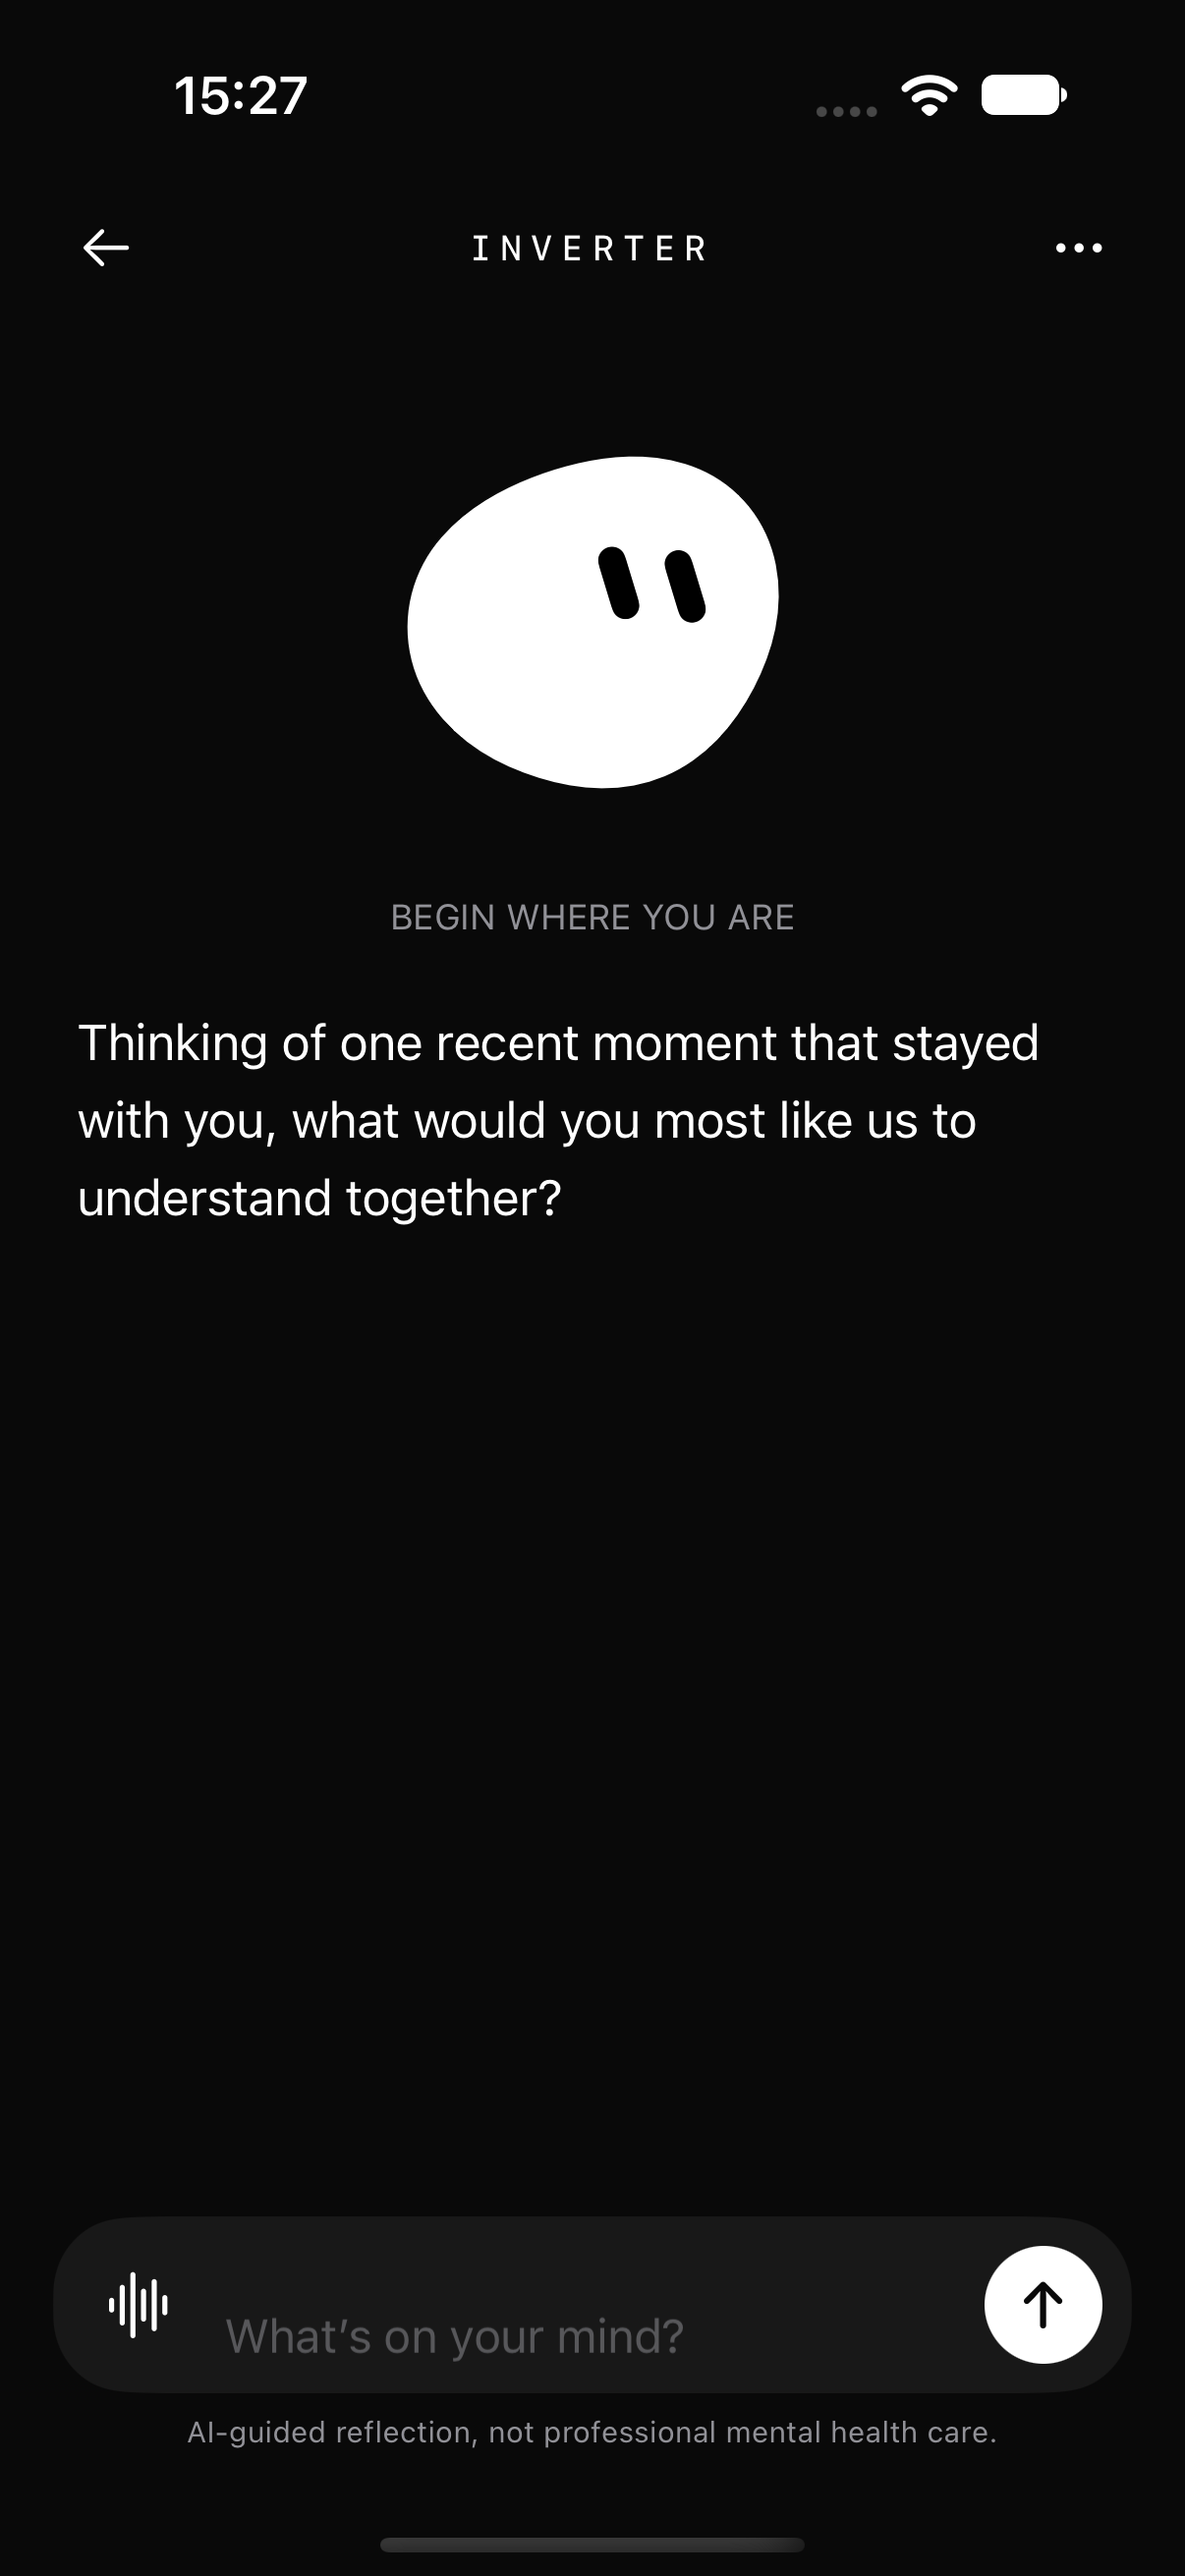 15:27
INVERTER
BEGIN WHERE YOU ARE
Thinking of one recent moment that stayed
with you, what would you most like us to
understand together?
What’s on your mind?
AI-guided reflection, not professional mental health care.